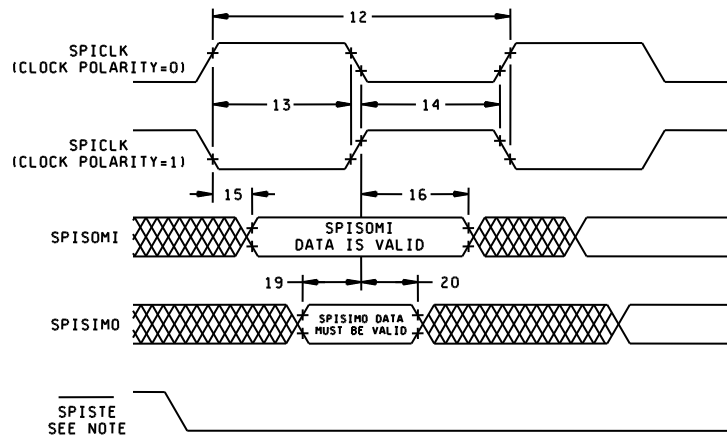 12
SPICLK
(CLOCK POLARITY=0)
13
14
SPICLK
(CLOCK POLARITY=1)
15
16
SPISOMI
SPISOMI
DATA IS VALID
19
20
SPISIMO
SPISIMO DATA
MUST BE VALID
SPISTE
SEE NOTE